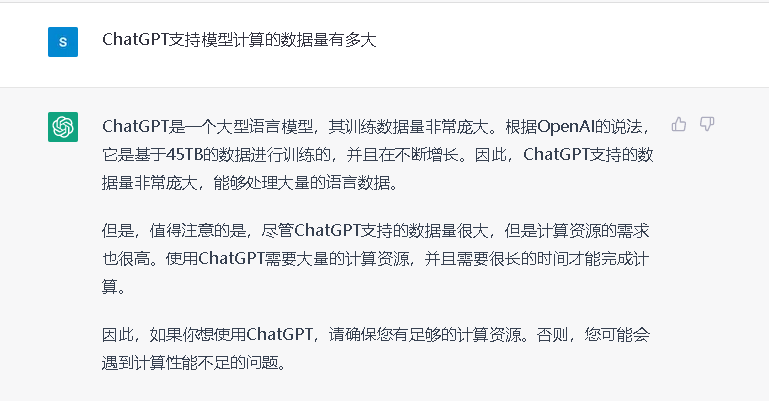 S
ChatGPT支持模型计算的数据量有多大
ChatGPT是一个大型语言模型，其训练数据量非常庞大。根据OpenAI的说法，
它是基于45TB的数据进行训练的，并且在不断增长。因此，ChatGPT支持的数
据量非常庞大，能够处理大量的语言数据。
但是，值得注意的是，尽管ChatGPT支持的数据量很大，但是计算资源的需求
也很高。使用ChatGPT需要大量的计算资源，并且需要很长的时间才能完成计
算。
因此，如果你想使用ChatGPT，请确保您有足够的计算资源。否则，您可能会
遇到计算性能不足的问题。